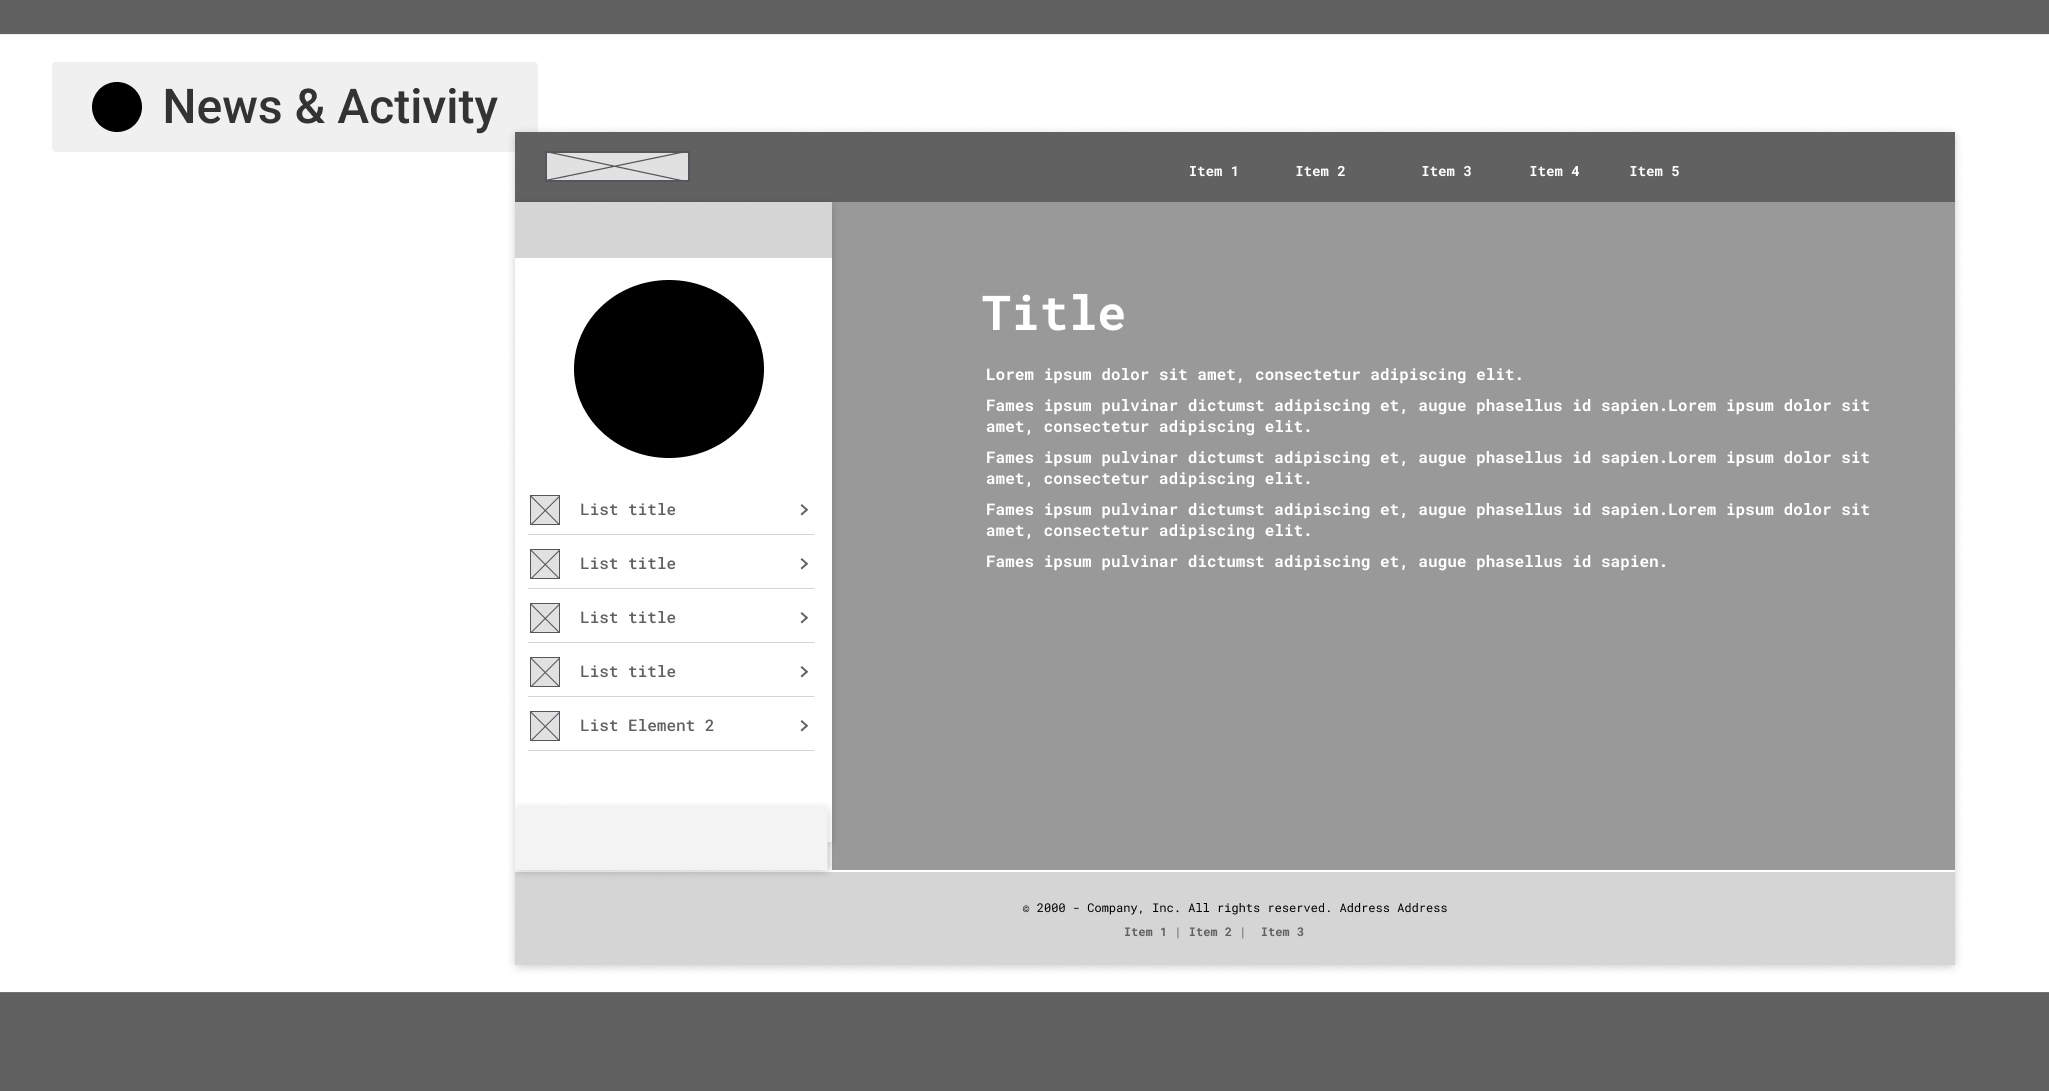 News & Activity
Item 1 Item 2 Item 3 Item 4 Item 5
Title
Lorem ipsum dolor sit amet, consectetur adipiscing elit.
Fames ipsum pulvinar dictumst adipiscing et, augue phasellus id sapien.Lorem ipsum dolor sit
amet, consectetur adipiscing elit.
Fames ipsum pulvinar dictumst adipiscing et, augue phasellus id sapien.Lorem ipsum dolor sit
amet, consectetur adipiscing elit.
Fames ipsum pulvinar dictumst adipiscing et, augue phasellus id sapien.Lorem ipsum dolor sit
amet, consectetur adipiscing elit.
Fames ipsum pulvinar dictumst adipiscing et, augue phasellus id sapien.
List title
List title
List title
List title
List Element 2
© 2000 - Company, Inc. All rights reserved. Address Address
Item 1 | Item 2 | Item 3